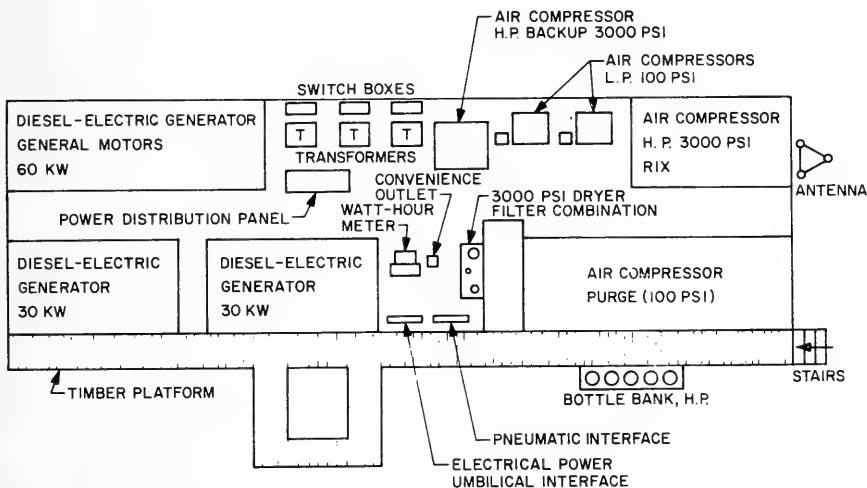 AIR COMPRESSOR
H.P. BACKUP 3000 PSI
AIR COMPRESSORS
L.P. 100 PSI
SWITCH BOXES
DIESEL-ELECTRIC GENERATOR
GENERAL MOTORS
60 KW
T T T
TRANSFORMERS
AIR COMPRESSOR
H.P. 3000 PSI
RIX
ANTENNA
CONVENIENCE
OUTLET
POWER DISTRIBUTION PANEL
WATT-HOUR
METER
3000 PSI DRYER
FILTER COMBINATION
DIESEL-ELECTRIC
GENERATOR
30 KW
DIESEL-ELECTRIC
GENERATOR
30 KW
AIR COMPRESSOR
PURGE (100 PSI)
TIMBER PLATFORM
STAIRS
BOTTLE BANK, H.P.
PNEUMATIC INTERFACE
ELECTRICAL POWER
UMBILICAL INTERFACE